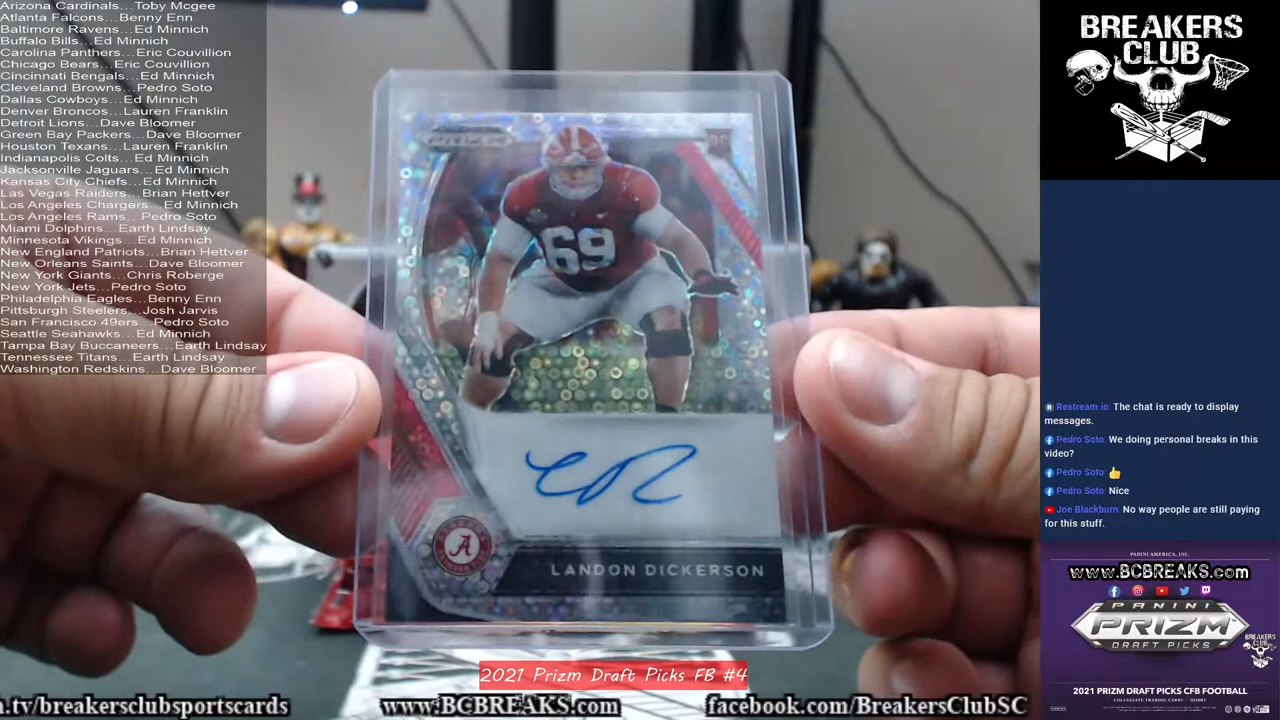 Arizona Cardinals...Toby Mcgee
Atlanta Falcons...Benny Enn
Baltimore Ravens...Ed Minnich
Buffalo Bills...Ed Minnich
Carolina Panthers...Eric Couvillion
Chicago Bears...Eric Couvillion
Cincinnati Bengals...Ed Minnich
Cleveland Browns...Pedro Soto
Dallas Cowboys...Ed Minnich
Denver Broncos...Lauren Franklin
Detroit Lions...Dave Bloomer
Green Bay Packers...Dave Bloomer
Houston Texans...Lauren Franklin
Indianapolis Colts...Ed Minnich
Jacksonville Jaguars...Ed Minnich
Kansas City Chiefs...Ed Minnich
Las Vegas Raiders...Brian Hettver
Los Angeles Chargers...Ed Minnich
Los Angeles Rams...Pedro Soto
Miami Dolphins...Earth Lindsay
Minnesota Vikings...Ed Minnich
New England Patriots...Brian Hettver
New Orleans Saints...Dave Bloomer
New York Giants...Chris Roberge
New York Jets...Pedro Soto
Philadelphia Eagles...Benny Enn
Pittsburgh Steelers...Josh Jarvis
San Francisco 49ers...Pedro Soto
Seattle Seahawks...Ed Minnich
Tampa Bay Buccaneers...Earth Lindsay
Tennessee Titans...Earth Lindsay
Washington Redskins...Dave Bloomer
69
A
LANDON DICKERSON
2021 Prizm Draft Picks FB #4
n.tv/breakersclubsportscards
www.BCBREAKS.com
facebook.com/BreakersClubSC
BREAKERS
CLUB
Restream.io: The chat is ready to display
messages.
Pedro Soto: We doing personal breaks in this
video?
Pedro Soto: 👍
Pedro Soto: Nice
Joe Blackburn: No way people are still paying
for this stuff.
PANINI AMERICA, INC.
www.BCBREAKS.com
PANINI
PRIZM
DRAFT PICKS
BREAKERS
CLUB
2021 PRIZM DRAFT PICKS CFB FOOTBALL